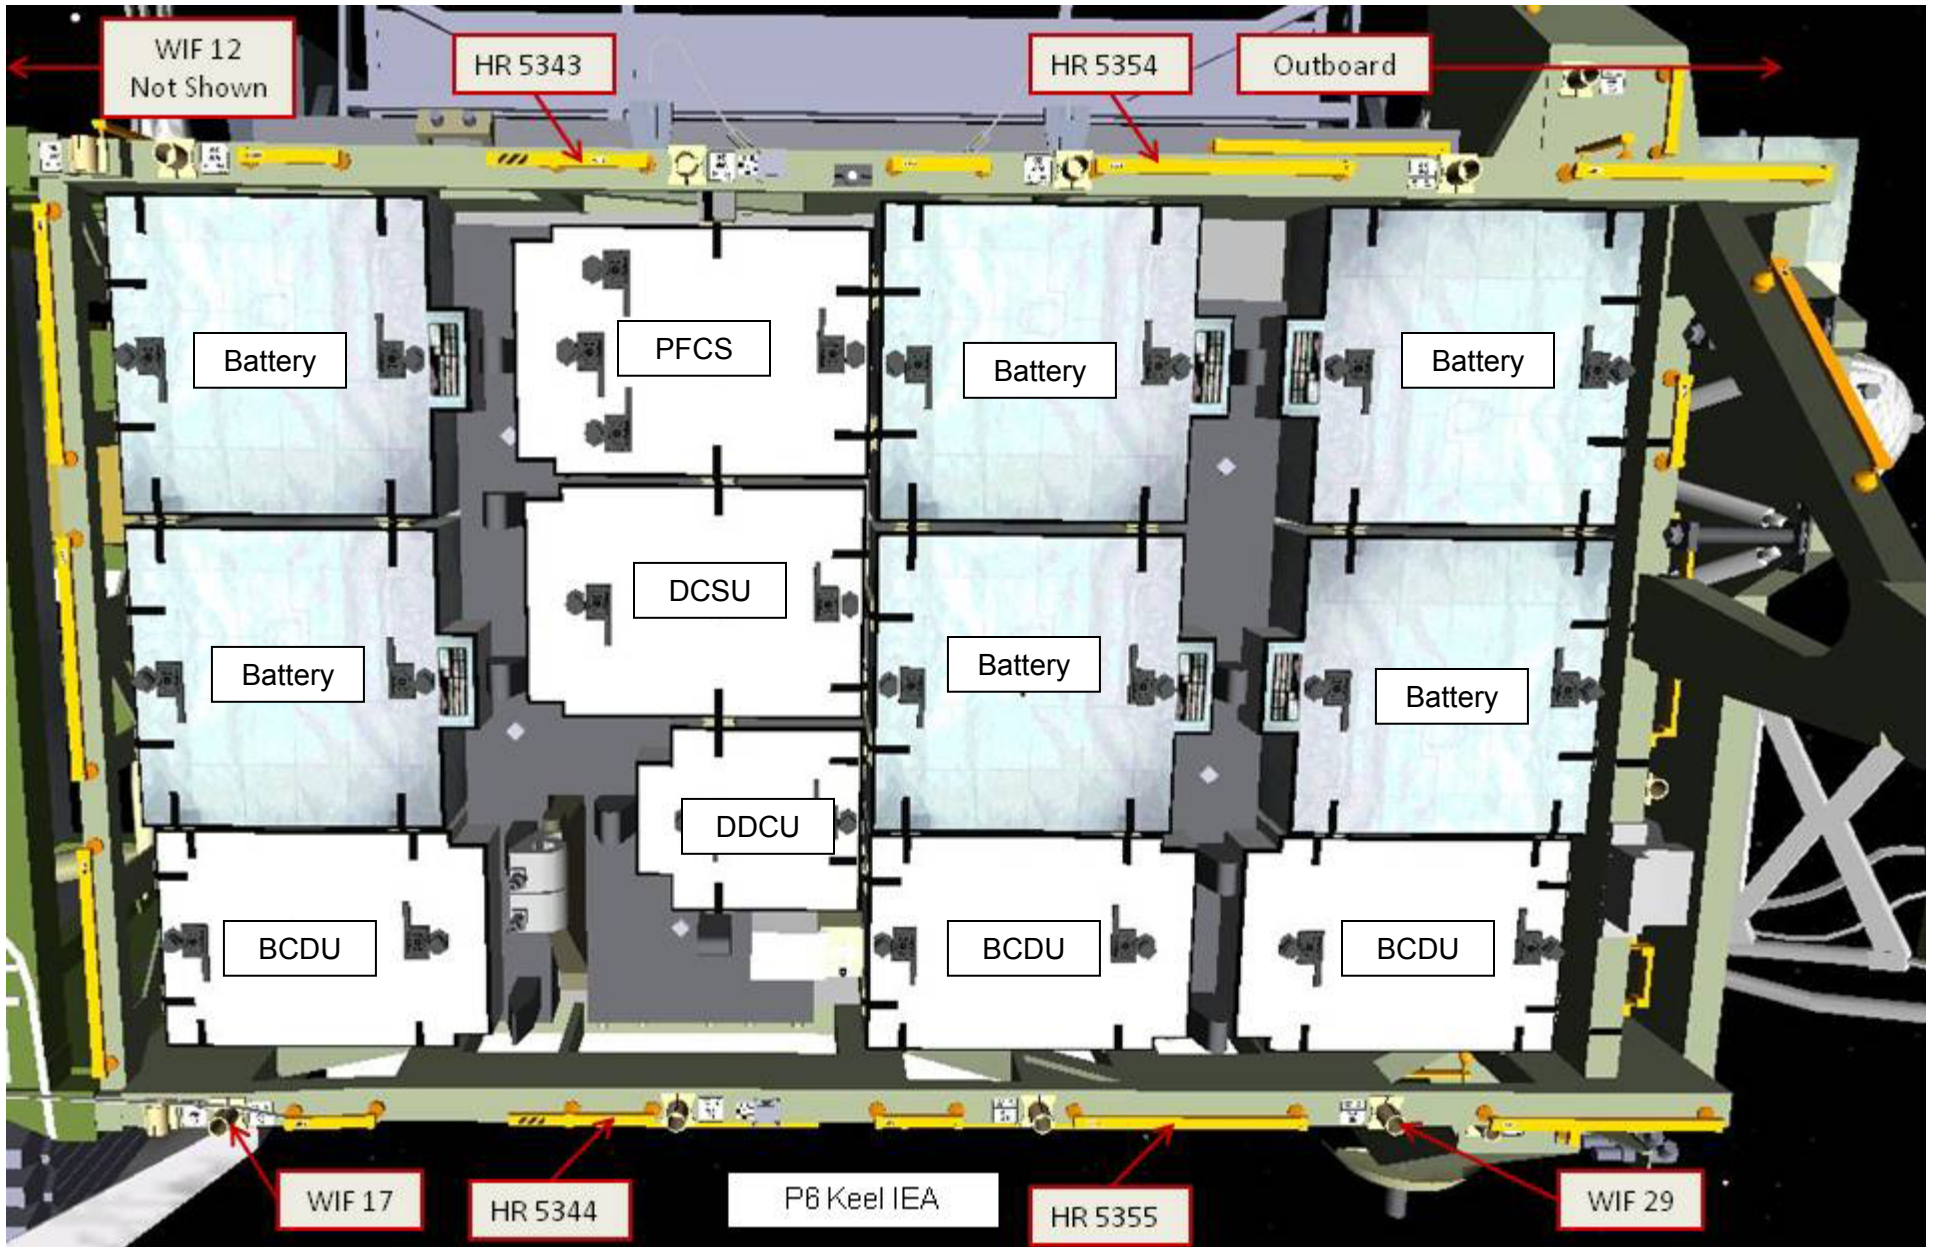 WIF 12
Not Shown
HR 5343
HR 5354
Outboard
Battery
PFCS
Battery
Battery
DCSU
Battery
Battery
Battery
DDCU
BCDU
BCDU
BCDU
WIF 17
HR 5344
P6 Keel IEA
HR 5355
WIF 29